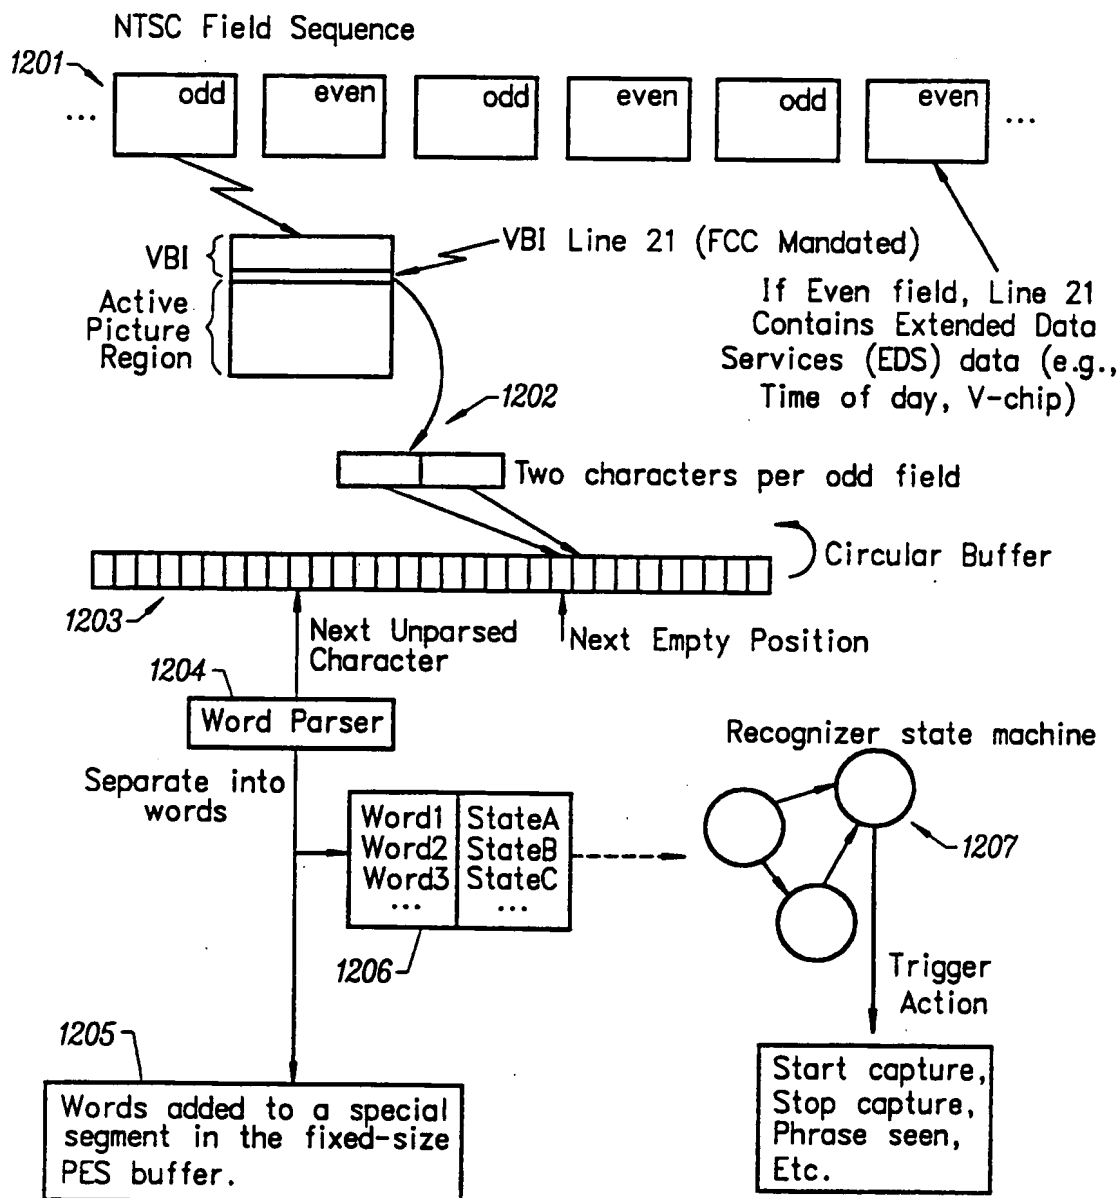 NTSC Field Sequence
1201
... odd even odd even odd even ...
VBI
VBI Line 21 (FCC Mandated)
Active
Picture
Region
If Even field, Line 21
Contains Extended Data
Services (EDS) data (e.g.,
Time of day, V-chip)
1202
Two characters per odd field
Circular Buffer
1203
Next Unparsed
Character
Next Empty Position
1204
Word Parser
Recognizer state machine
Separate into
words
Word1 StateA
Word2 StateB
Word3 StateC
... ...
1207
1206
Trigger
Action
1205
Words added to a special
segment in the fixed-size
PES buffer.
Start capture,
Stop capture,
Phrase seen,
Etc.